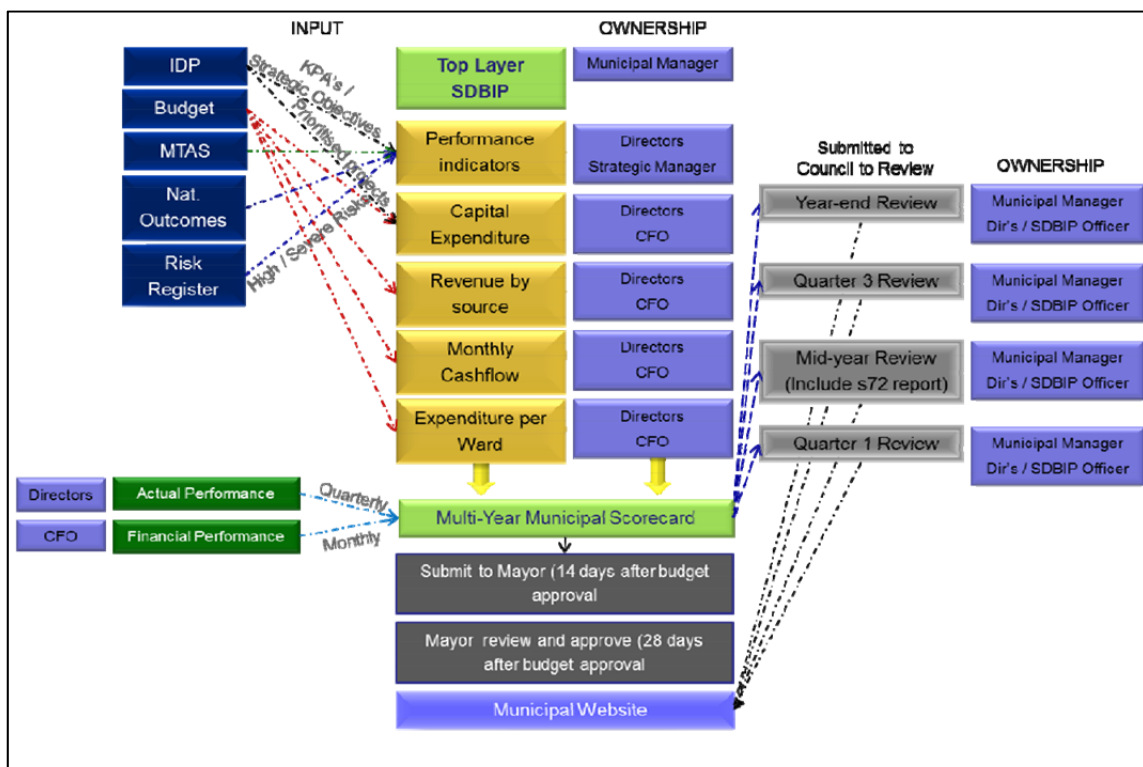 INPUT
OWNERSHIP
IDP
Budget
MTAS
Nat.
Outcomes
Risk
Register
KPA's /
Strategic Objectives
Prioritised projects
High / Severe Risks
Top Layer
SDBIP
Municipal Manager
Performance
indicators
Directors
Strategic Manager
Capital
Expenditure
Directors
CFO
Revenue by
source
Directors
CFO
Monthly
Cashflow
Directors
CFO
Expenditure per
Ward
Directors
CFO
Submitted to
Council to Review
OWNERSHIP
Year-end Review
Municipal Manager
Dir's / SDBIP Officer
Quarter 3 Review
Municipal Manager
Dir's / SDBIP Officer
Mid-year Review
(Include s72 report)
Municipal Manager
Dir's / SDBIP Officer
Quarter 1 Review
Municipal Manager
Dir's / SDBIP Officer
Directors
Actual Performance
Quarterly
CFO
Financial Performance
Monthly
Multi-Year Municipal Scorecard
Submit to Mayor (14 days after budget
approval
Mayor review and approve (28 days
after budget approval
Municipal Website